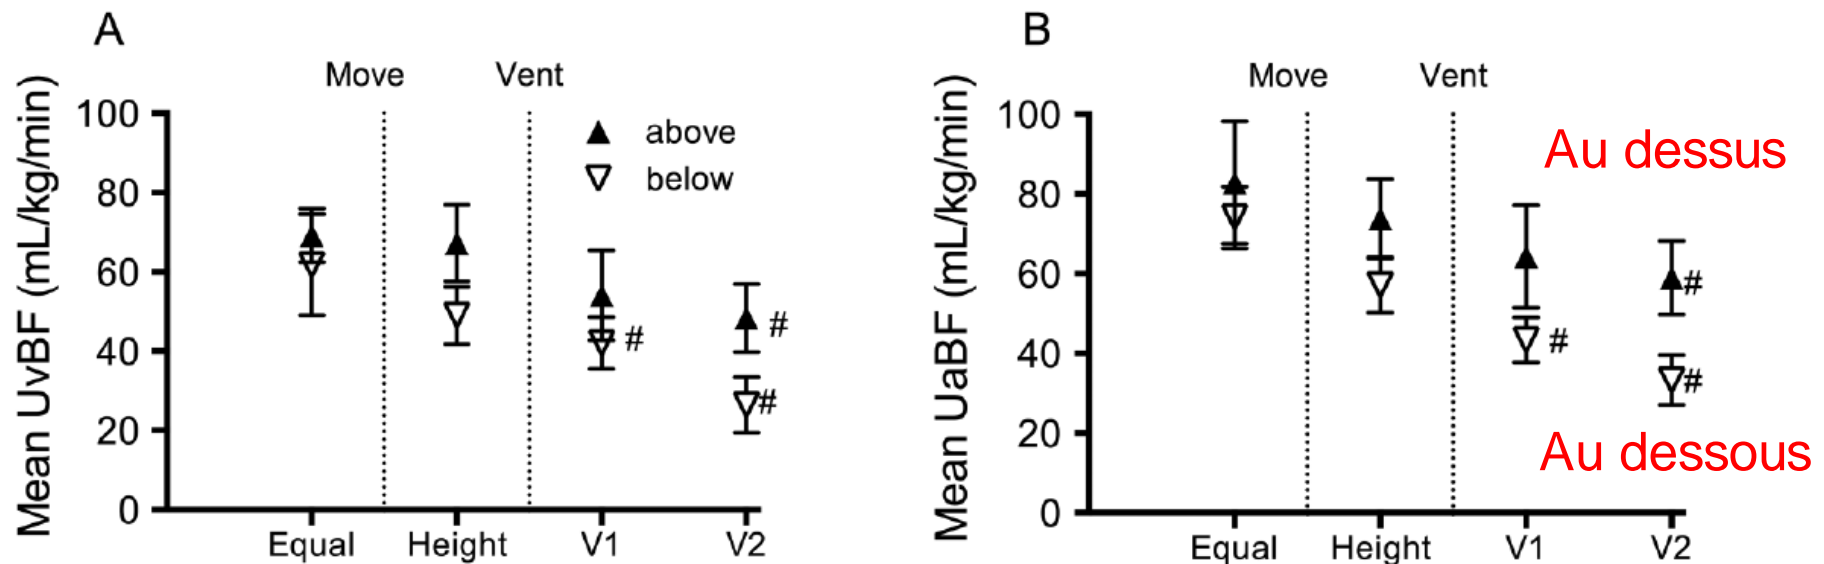 A
Move Vent
Mean UvBF (mL/kg/min)
100
80
60
40
20
0
above
below
#
#
#
Equal Height V1 V2
B
Move Vent
Mean UaBF (mL/kg/min)
100
80
60
40
20
0
Au dessus
#
#
#
Au dessous
Equal Height V1 V2